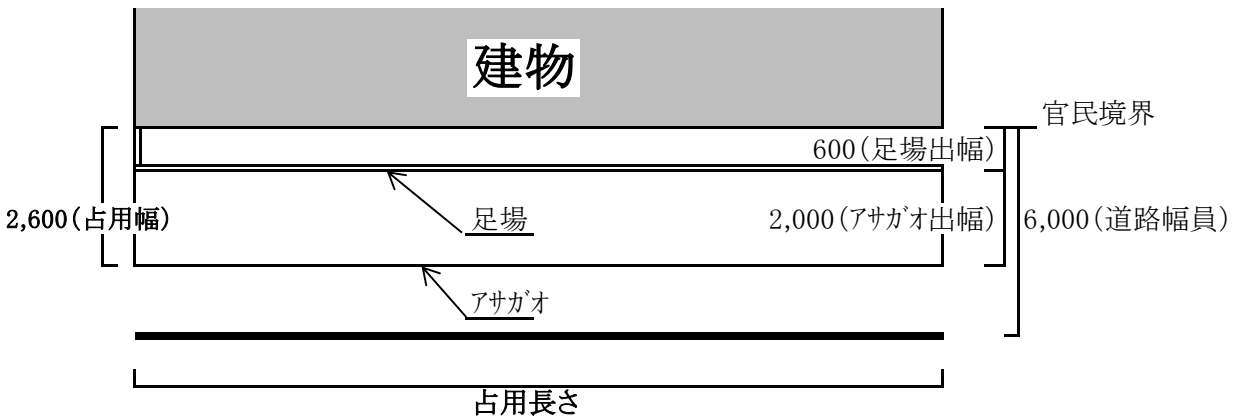 建物
官民境界
600(足場出幅)
2,600(占用幅)
足場
2,000(ｱｻｶﾞｵ出幅)
6,000(道路幅員)
ｱｻｶﾞｵ
占用長さ